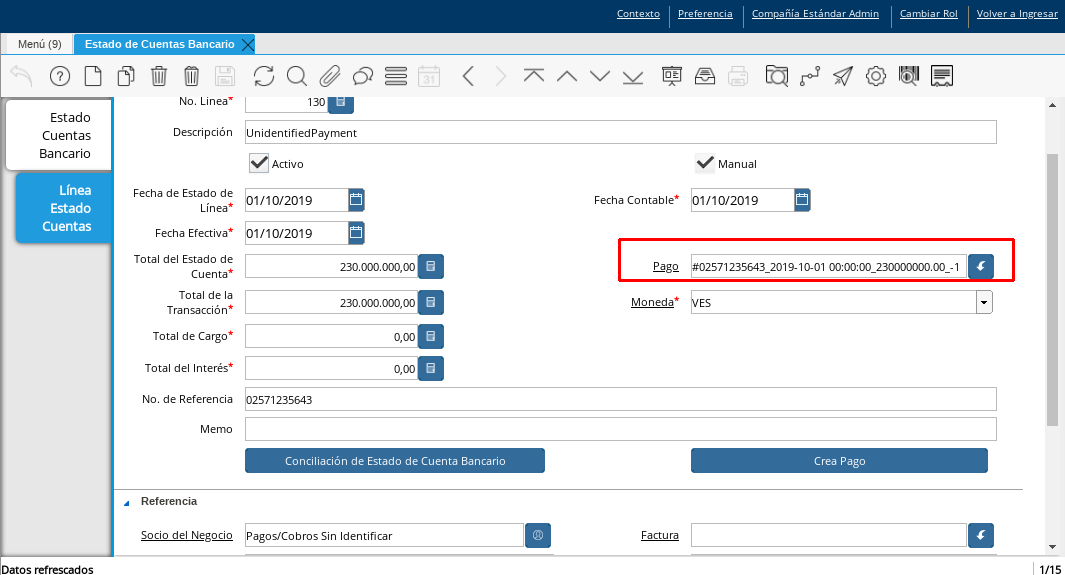 Contexto
Preferencia
Compañía Estándar Admin
Cambiar Rol
Volver a Ingresar
Menú (9)
Estado de Cuentas Bancario
31
Estado
Cuentas
Bancario
Línea
Estado
Cuentas
No. Línea* 130
Descripción UnidentifiedPayment
Activo
Manual
Fecha de Estado de
Línea* 01/10/2019
Fecha Contable* 01/10/2019
Fecha Efectiva* 01/10/2019
Total del Estado de
Cuenta* 230.000.000,00
Pago #02571235643_2019-10-01 00:00:00_230000000.00_-1
Total de la
Transacción* 230.000.000,00
Moneda* VES
Total de Cargo* 0,00
Total del Interés* 0,00
No. de Referencia 02571235643
Memo
Conciliación de Estado de Cuenta Bancario
Crea Pago
Referencia
Socio del Negocio Pagos/Cobros Sin Identificar
Factura
Datos refrescados
1/15